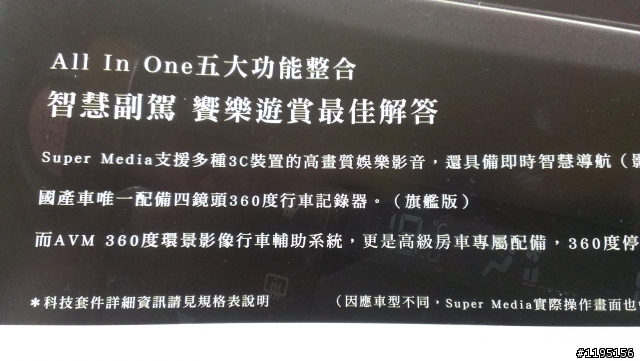 All In One五大功能整合
智慧副駕 饗樂遊賞最佳解答
Super Media支援多種3C裝置的高畫質娛樂影音，還具備即時智慧導航（影
國產車唯一配備四鏡頭360度行車記錄器。（旗艦版）
而AVM 360度環景影像行車輔助系統，更是高級房車專屬配備，360度停
＊科技套件詳細資訊請見規格表說明 （因應車型不同，Super Media實際操作畫面也
#1195156